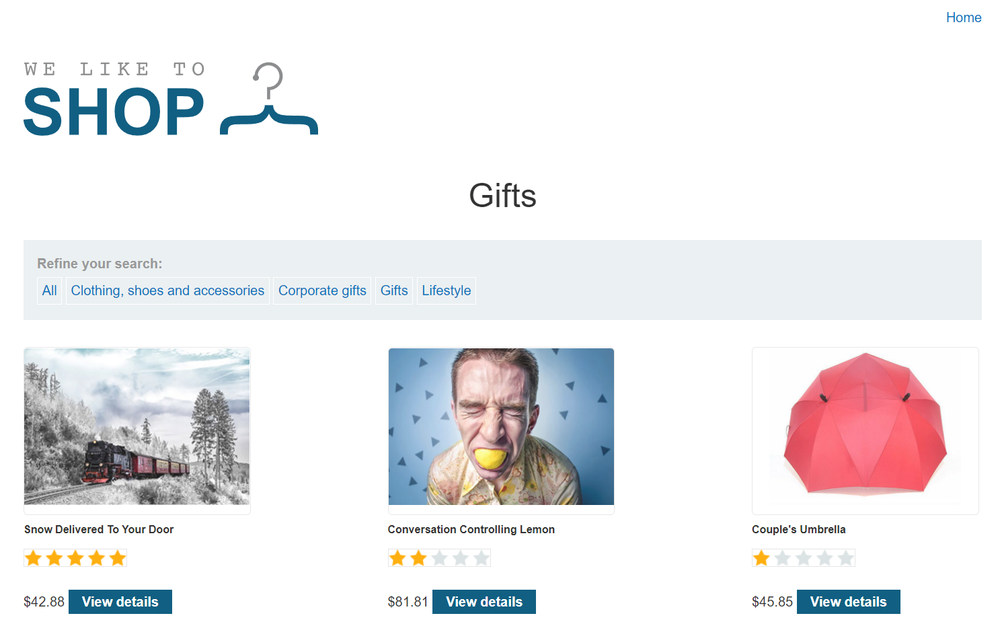 Home
WE LIKE TO
SHOP
Gifts
Refine your search:
All Clothing, shoes and accessories Corporate gifts Gifts Lifestyle
Snow Delivered To Your Door Conversation Controlling Lemon Couple's Umbrella
$42.88 View details $81.81 View details $45.85 View details